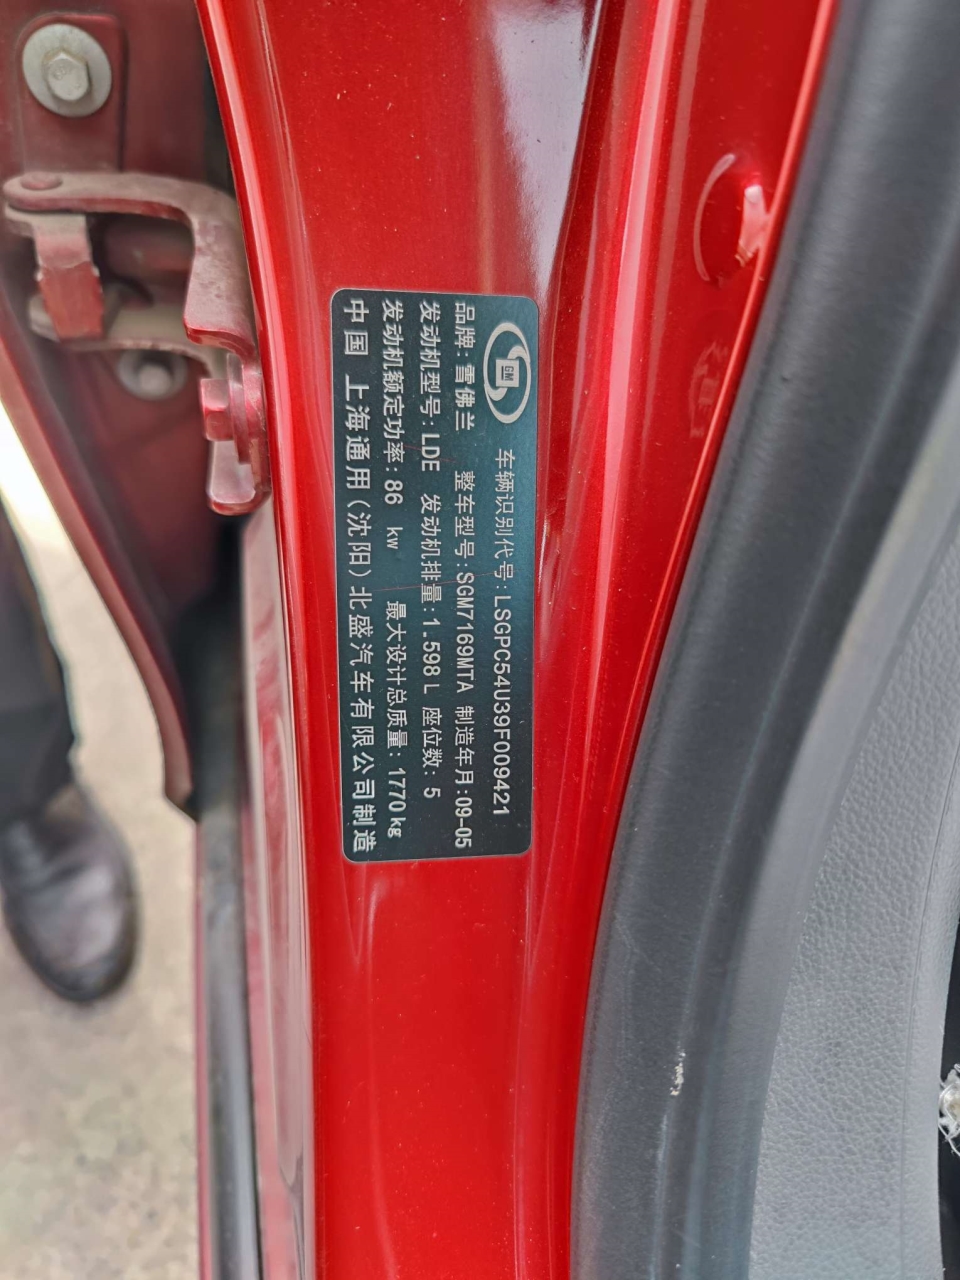 GM
车辆识别代号:LSGPC54U39F009421
品牌:雪佛兰 整车型号:SGM7169MTA 制造年月:09-05
发动机型号:LDE 发动机排量:1.598L 座位数:5
发动机额定功率:86 kw 最大设计总质量:1770kg
中国 上海通用(沈阳)北盛汽车有限公司制造